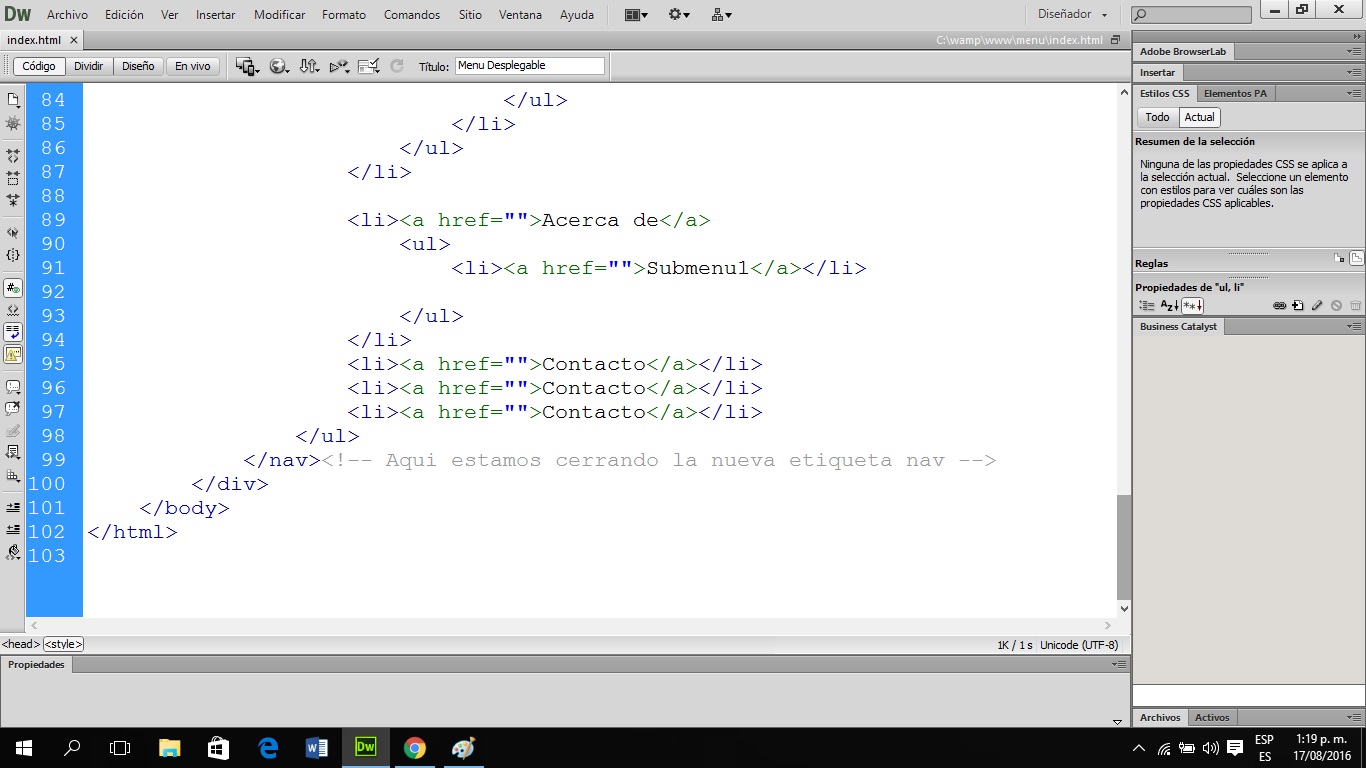 Dw Archivo Edición Ver Insertar Modificar Formato Comandos Sitio Ventana Ayuda Diseñador
index.html × C:\wamp\www\menu\index.html
Código Dividir Diseño En vivo Título: Menu Desplegable
84 </ul>
85 </li>
86 </ul>
87 </li>
88
89 <li><a href="">Acerca de</a>
90 <ul>
91 <li><a href="">Submenu1</a></li>
92
93 </ul>
94 </li>
95 <li><a href="">Contacto</a></li>
96 <li><a href="">Contacto</a></li>
97 <li><a href="">Contacto</a></li>
98 </ul>
99 </nav><!-- Aqui estamos cerrando la nueva etiqueta nav -->
100 </div>
101 </body>
102 </html>
103
<head> <style> 1K / 1 s Unicode (UTF-8)
Propiedades
Adobe BrowserLab
Insertar
Estilos CSS Elementos PA
Todo Actual
Resumen de la selección
Ninguna de las propiedades CSS se aplica a
la selección actual. Seleccione un elemento
con estilos para ver cuáles son las
propiedades CSS aplicables.
Reglas
Propiedades de "ul, li"
Business Catalyst
Archivos Activos
Dw ESP 1:19 p. m.
ES 17/08/2016